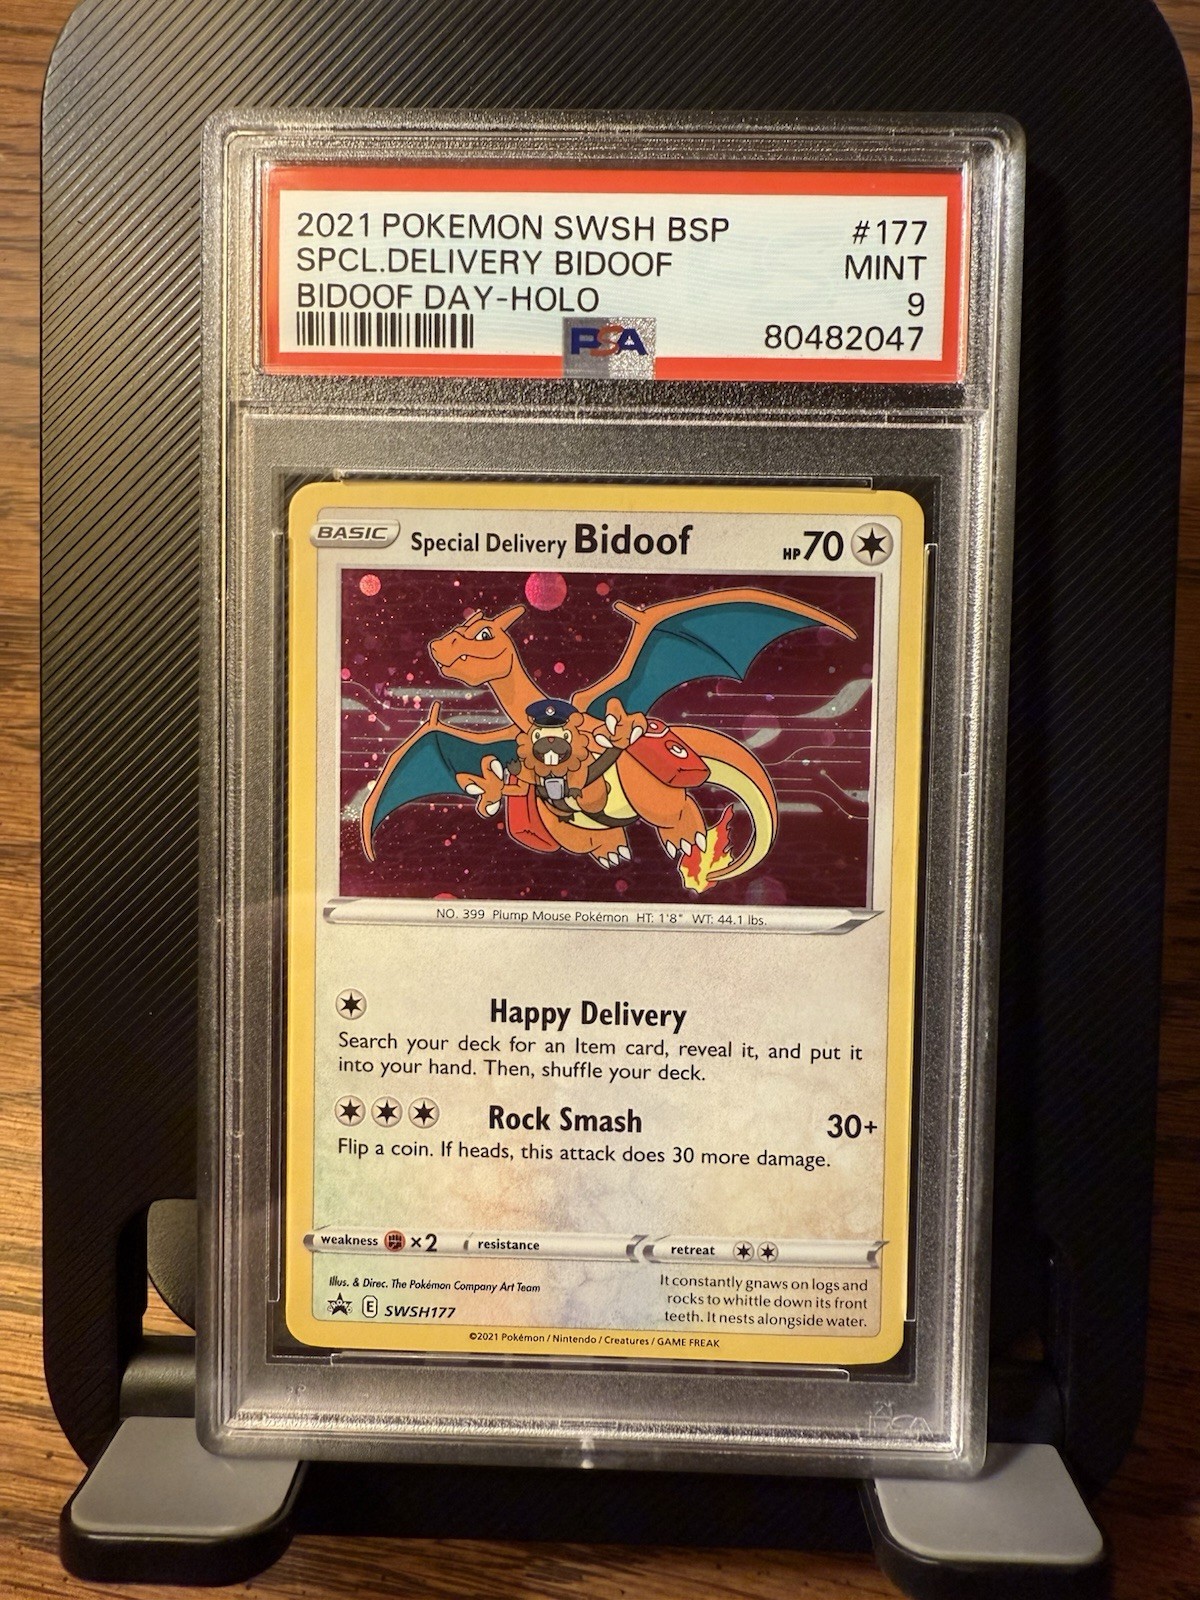 2021 POKEMON SWSH BSP #177
SPCL.DELIVERY BIDOOF MINT
BIDOOF DAY-HOLO 9
PSA 80482047
BASIC Special Delivery Bidoof HP 70
NO. 399 Plump Mouse Pokémon HT: 1'8" WT: 44.1 lbs.
Happy Delivery
Search your deck for an Item card, reveal it, and put it
into your hand. Then, shuffle your deck.
Rock Smash 30+
Flip a coin. If heads, this attack does 30 more damage.
weakness ×2 resistance retreat
Illus. & Direc. The Pokémon Company Art Team
E SWSH177
It constantly gnaws on logs and
rocks to whittle down its front
teeth. It nests alongside water.
©2021 Pokémon / Nintendo / Creatures / GAME FREAK
PSA